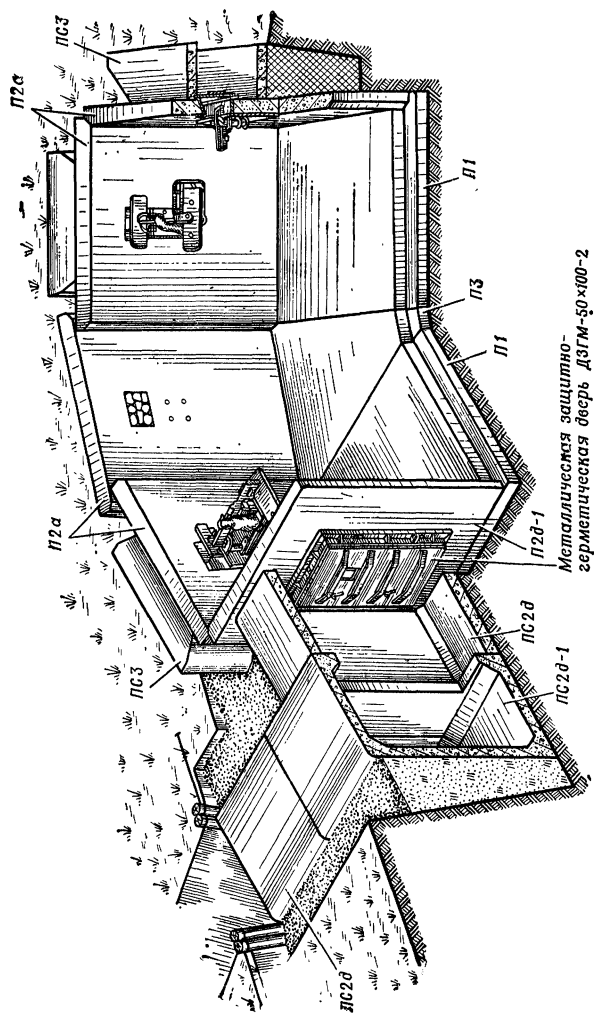 ПС3
П2а
П2а
ПС3
П1
П3
П1
П2д-1
Металлическая защитно-
герметическая дверь ДЗГМ-50×100-2
ПС2д
ПС2д-1
ПС2д